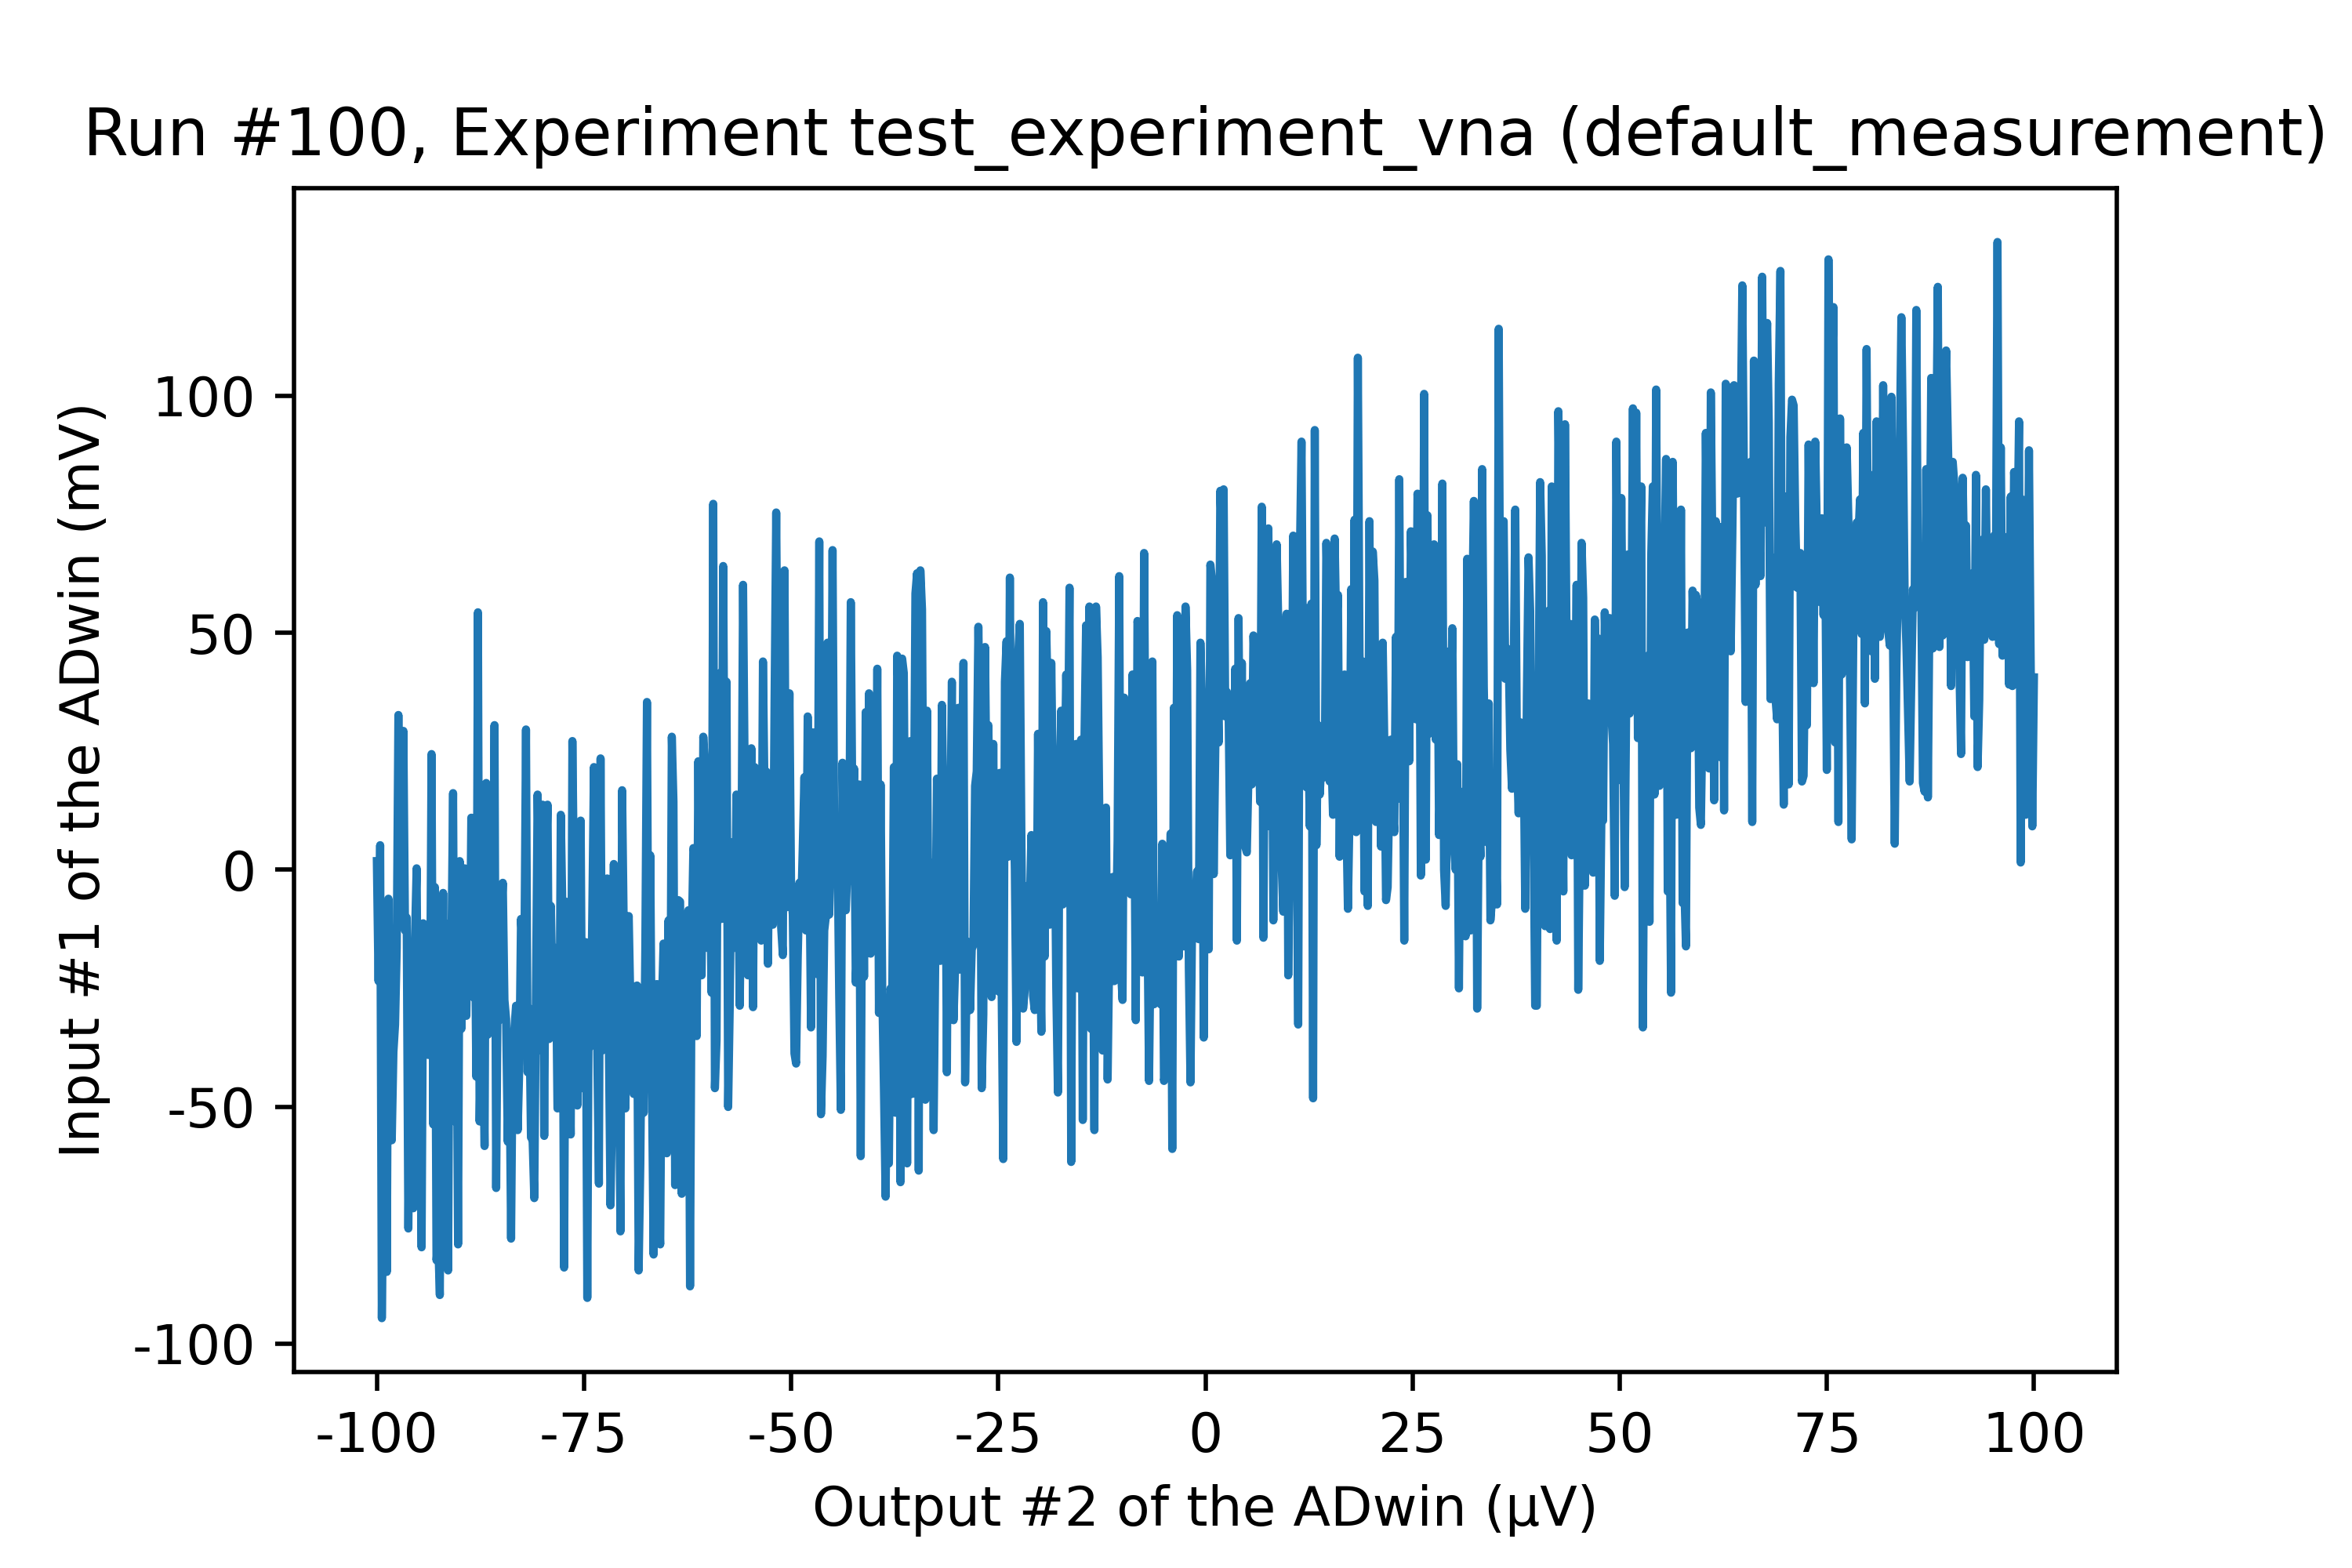 Run #100, Experiment test_experiment_vna (default_measurement)
Input #1 of the ADwin (mV)
100
50
0
-50
-100
-100 -75 -50 -25 0 25 50 75 100
Output #2 of the ADwin (µV)